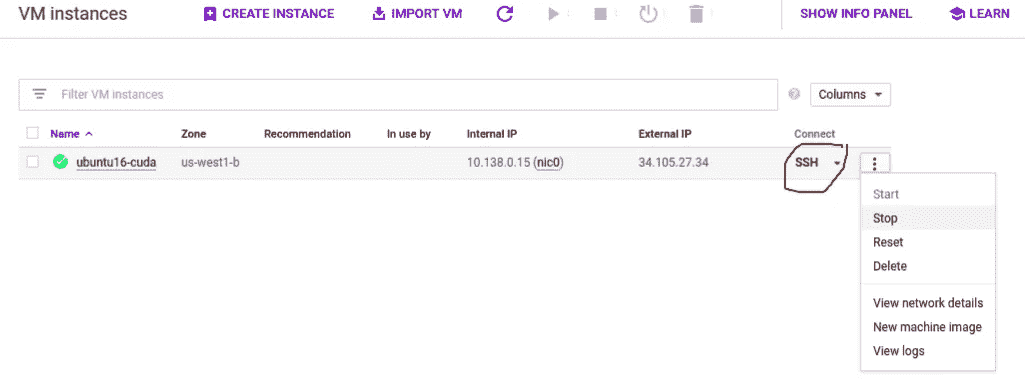 VM instances CREATE INSTANCE IMPORT VM SHOW INFO PANEL LEARN
Filter VM instances Columns
Name Zone Recommendation In use by Internal IP External IP Connect
ubuntu16-cuda us-west1-b 10.138.0.15 (nic0) 34.105.27.34 SSH
Start
Stop
Reset
Delete
View network details
New machine image
View logs